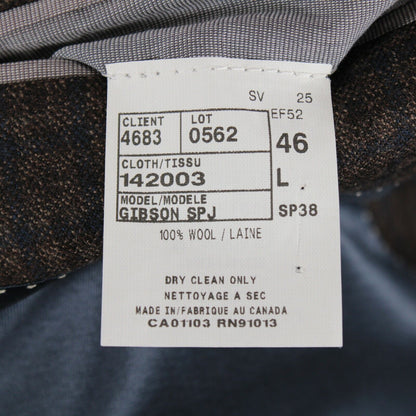 SV 25
EF52
CLIENT LOT
4683 0562 46
CLOTH/TISSU
142003 L
MODEL/MODELE
GIBSON SPJ SP38
100% WOOL / LAINE
DRY CLEAN ONLY
NETTOYAGE A SEC
MADE IN/FABRIQUE AU CANADA
CA01103 RN91013